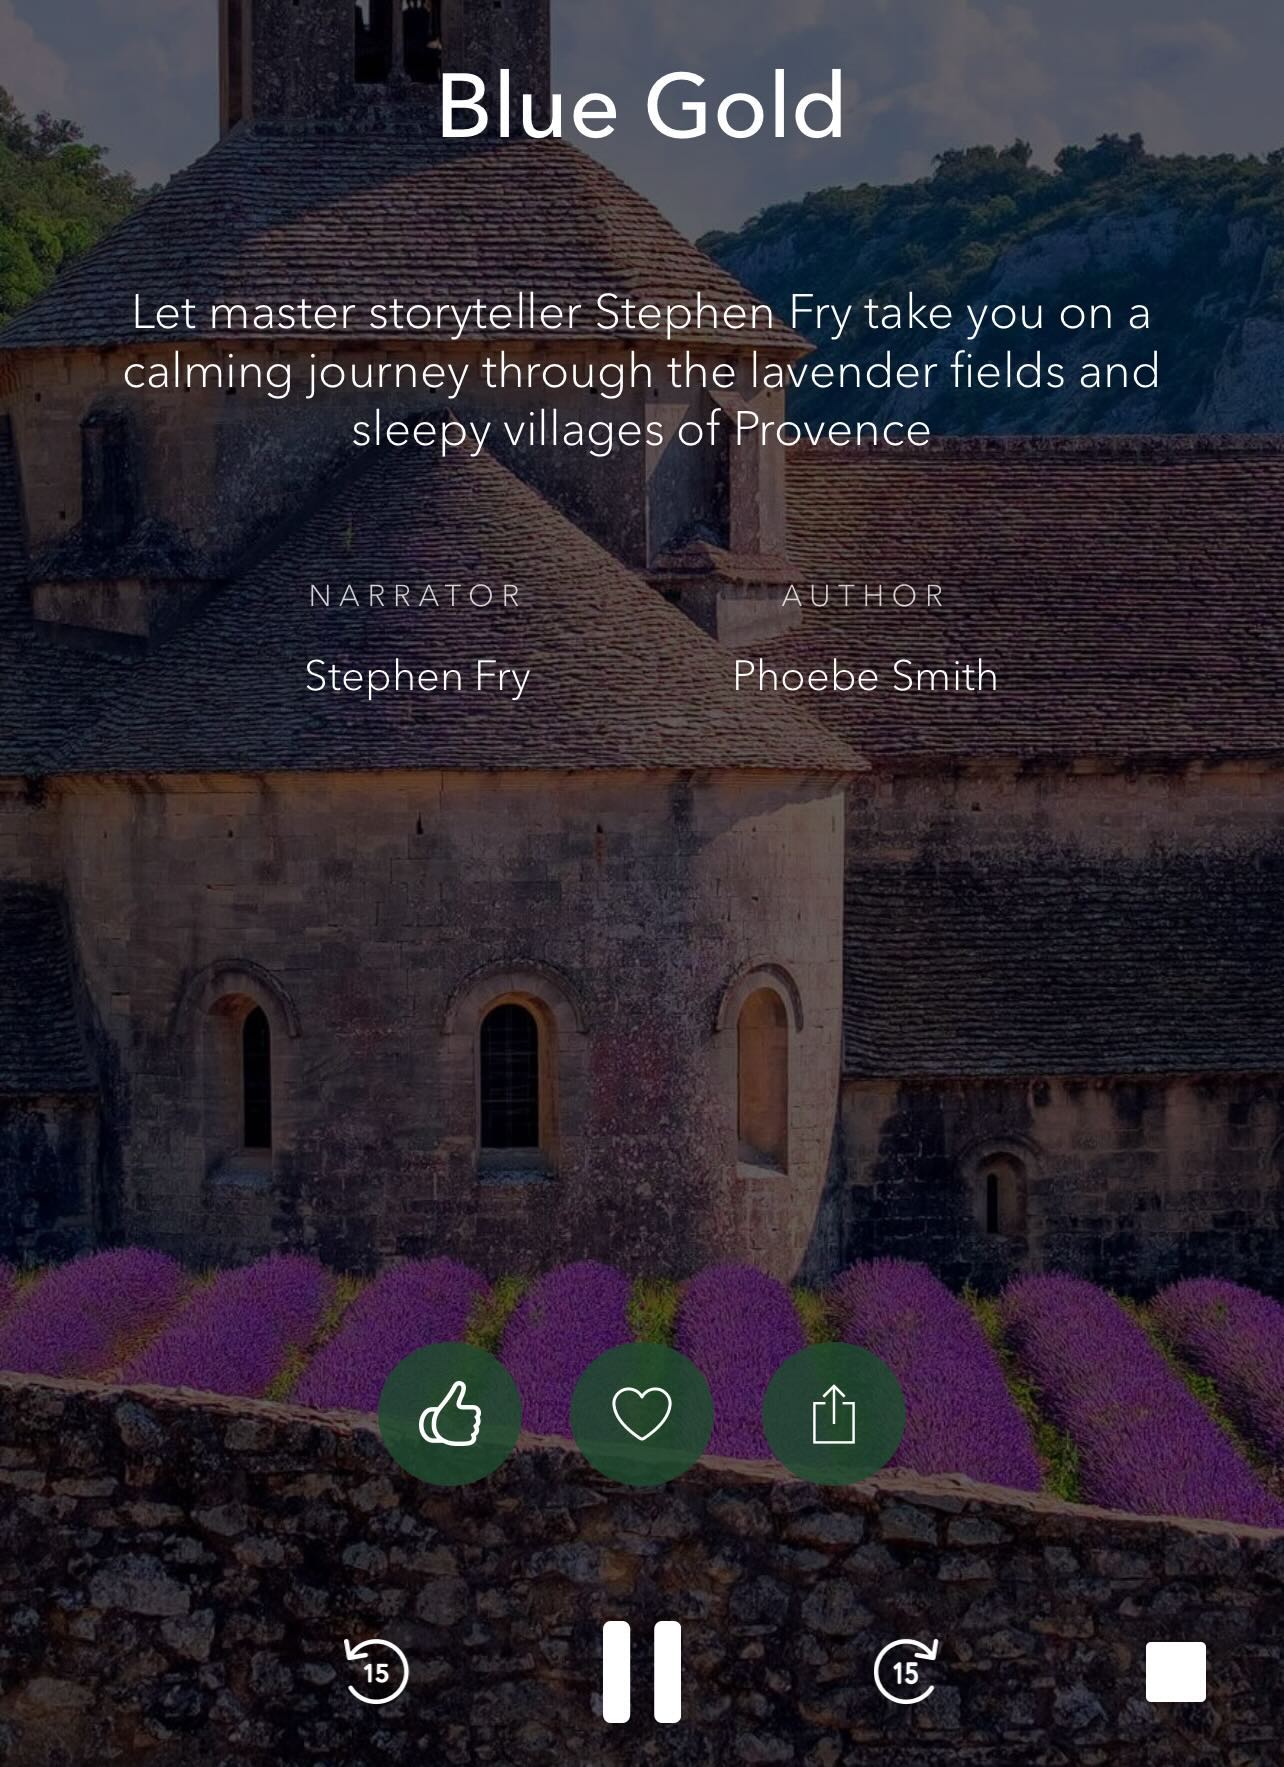 Blue Gold
Let master storyteller Stephen Fry take you on a
calming journey through the lavender fields and
sleepy villages of Provence
NARRATOR AUTHOR
Stephen Fry Phoebe Smith
15 15